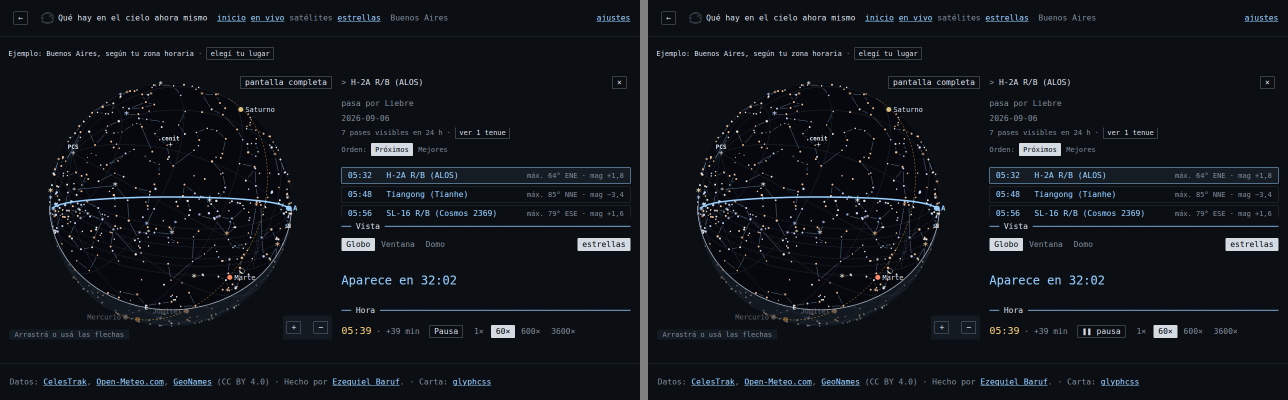 ← Qué hay en el cielo ahora mismo inicio en vivo satélites estrellas Buenos Aires ajustes
Ejemplo: Buenos Aires, según tu zona horaria · elegí tu lugar
pantalla completa
Saturno
cenit
PCS
A
Marte
E
Júpiter
Mercurio
Arrastrá o usá las flechas
+ −
> H-2A R/B (ALOS) ×
pasa por Liebre
2026-09-06
7 pases visibles en 24 h · ver 1 tenue
Orden: Próximos Mejores
05:32 H-2A R/B (ALOS) máx. 64° ENE · mag +1,8
05:48 Tiangong (Tianhe) máx. 85° NNE · mag −3,4
05:56 SL-16 R/B (Cosmos 2369) máx. 79° ESE · mag +1,6
Vista
Globo Ventana Domo estrellas
Aparece en 32:02
Hora
05:39 · +39 min Pausa 1× 60× 600× 3600×
Datos: CelesTrak, Open-Meteo.com, GeoNames (CC BY 4.0) · Hecho por Ezequiel Baruf. · Carta: glyphcss
← Qué hay en el cielo ahora mismo inicio en vivo satélites estrellas Buenos Aires ajustes
Ejemplo: Buenos Aires, según tu zona horaria · elegí tu lugar
pantalla completa
Saturno
cenit
PCS
A
Marte
E
Júpiter
Mercurio
Arrastrá o usá las flechas
+ −
> H-2A R/B (ALOS) ×
pasa por Liebre
2026-09-06
7 pases visibles en 24 h · ver 1 tenue
Orden: Próximos Mejores
05:32 H-2A R/B (ALOS) máx. 64° ENE · mag +1,8
05:48 Tiangong (Tianhe) máx. 85° NNE · mag −3,4
05:56 SL-16 R/B (Cosmos 2369) máx. 79° ESE · mag +1,6
Vista
Globo Ventana Domo estrellas
Aparece en 32:02
Hora
05:39 · +39 min ❚❚ pausa 1× 60× 600× 3600×
Datos: CelesTrak, Open-Meteo.com, GeoNames (CC BY 4.0) · Hecho por Ezequiel Baruf. · Carta: glyphcss